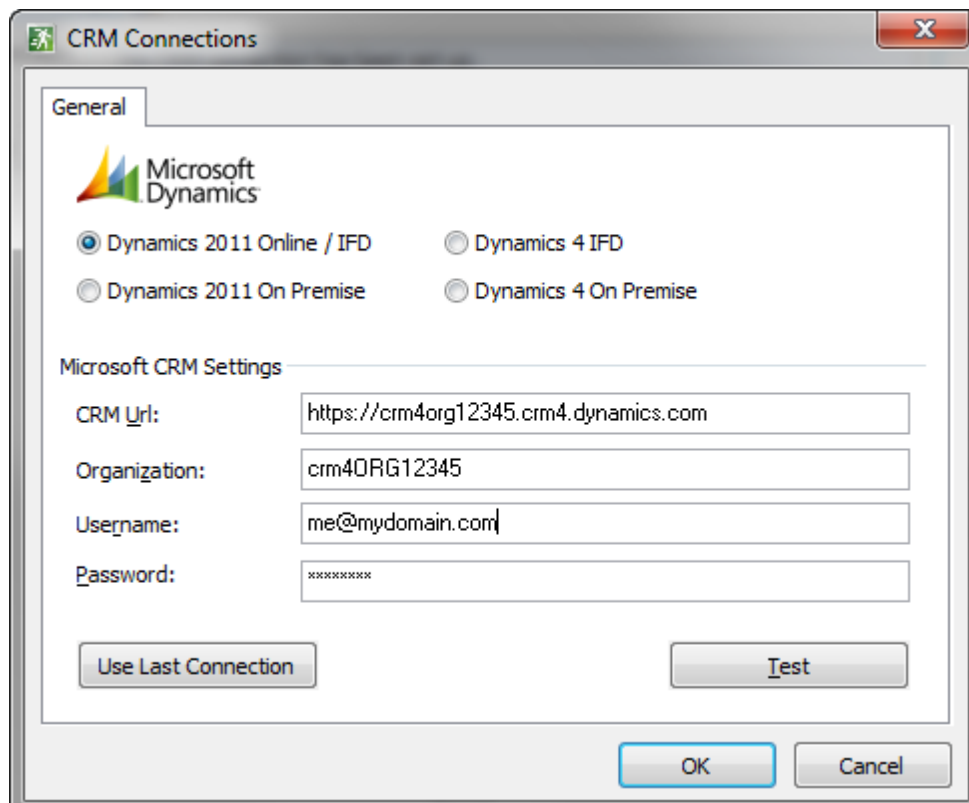 CRM Connections
General
Microsoft
Dynamics
Dynamics 2011 Online / IFD
Dynamics 4 IFD
Dynamics 2011 On Premise
Dynamics 4 On Premise
Microsoft CRM Settings
CRM Url: https://crm4org12345.crm4.dynamics.com
Organization: crm4ORG12345
Username: me@mydomain.com
Password: ××××××××
Use Last Connection
Test
OK
Cancel